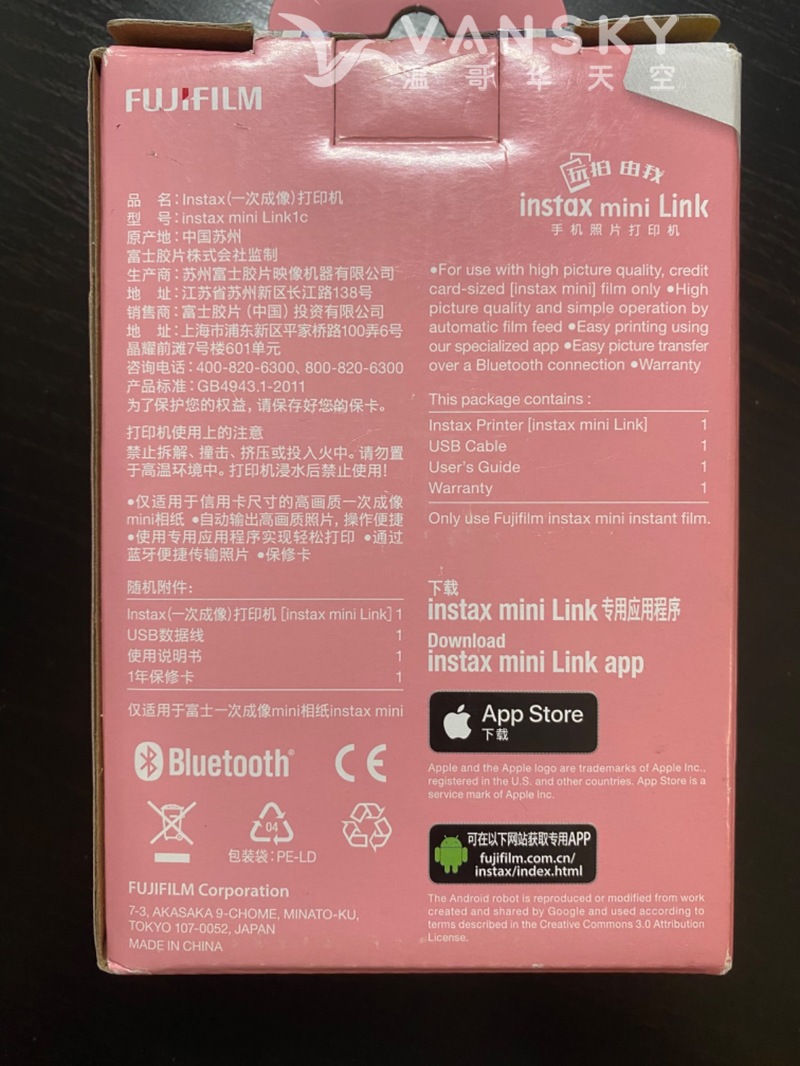 VANSKY
温哥华天空
FUJIFILM
品 名：Instax(一次成像)打印机
型 号：instax mini Link1c
原产地：中国苏州
富士胶片株式会社监制
生产商：苏州富士胶片映像机器有限公司
地 址：江苏省苏州新区长江路138号
销售商：富士胶片（中国）投资有限公司
地 址：上海市浦东新区平家桥路100弄6号
晶耀前滩7号楼601单元
咨询电话：400-820-6300、800-820-6300
产品标准：GB4943.1-2011
为了保护您的权益，请保存好您的保卡。
打印机使用上的注意
禁止拆解、撞击、挤压或投入火中。请勿置
于高温环境中。打印机浸水后禁止使用！
●仅适用于信用卡尺寸的高画质一次成像
mini相纸 ●自动输出高画质照片，操作便捷
●使用专用应用程序实现轻松打印 ●通过
蓝牙便捷传输照片 ●保修卡
随机附件：
Instax(一次成像)打印机 [instax mini Link] 1
USB数据线 1
使用说明书 1
1年保修卡 1
仅适用于富士一次成像mini相纸instax mini
Bluetooth®
CE
04
包装袋：PE-LD
FUJIFILM Corporation
7-3, AKASAKA 9-CHOME, MINATO-KU,
TOKYO 107-0052, JAPAN
MADE IN CHINA
玩拍 由我
instax mini Link
手机照片打印机
●For use with high picture quality, credit
card-sized [instax mini] film only ●High
picture quality and simple operation by
automatic film feed ●Easy printing using
our specialized app ●Easy picture transfer
over a Bluetooth connection ●Warranty
This package contains :
Instax Printer [instax mini Link] 1
USB Cable 1
User's Guide 1
Warranty 1
Only use Fujifilm instax mini instant film.
下载
instax mini Link 专用应用程序
Download
instax mini Link app
App Store
下载
Apple and the Apple logo are trademarks of Apple Inc.,
registered in the U.S. and other countries. App Store is a
service mark of Apple Inc.
可在以下网站获取专用APP
fujifilm.com.cn/
instax/index.html
The Android robot is reproduced or modified from work
created and shared by Google and used according to
terms described in the Creative Commons 3.0 Attribution
License.